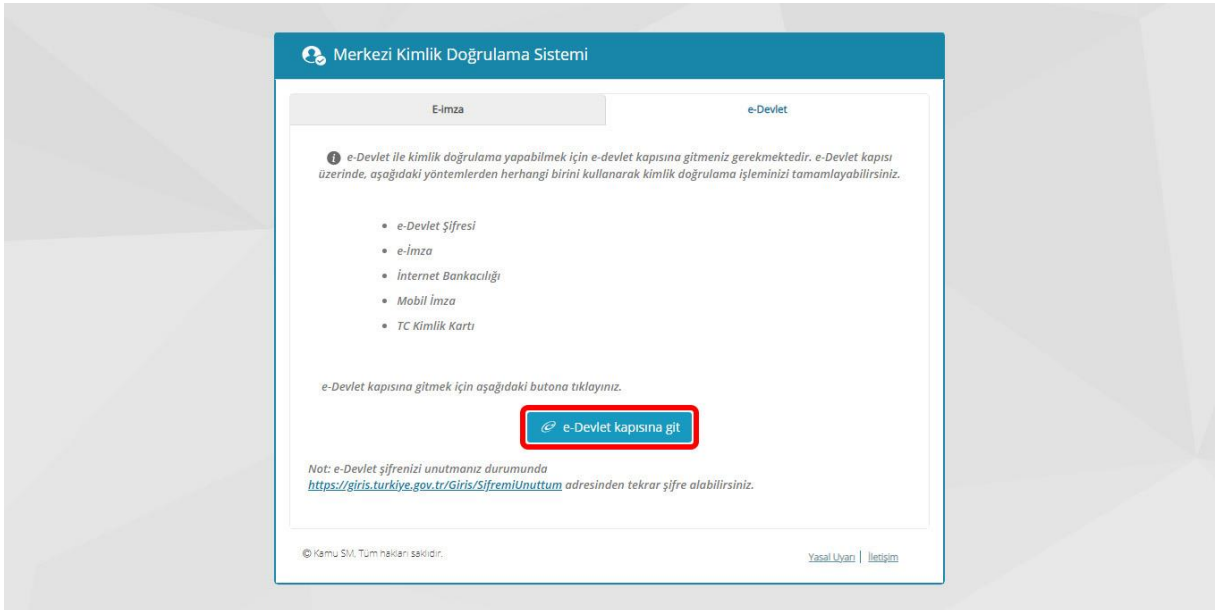 Merkezi Kimlik Doğrulama Sistemi
E-imza
e-Devlet
e-Devlet ile kimlik doğrulama yapabilmek için e-devlet kapısına gitmeniz gerekmektedir. e-Devlet kapısı
üzerinde, aşağıdaki yöntemlerden herhangi birini kullanarak kimlik doğrulama işleminizi tamamlayabilirsiniz.
• e-Devlet Şifresi
• e-İmza
• İnternet Bankacılığı
• Mobil İmza
• TC Kimlik Kartı
e-Devlet kapısına gitmek için aşağıdaki butona tıklayınız.
e-Devlet kapısına git
Not: e-Devlet şifrenizi unutmanız durumunda
https://giris.turkiye.gov.tr/Giris/SifremiUnuttum adresinden tekrar şifre alabilirsiniz.
© Kamu SM, Tüm hakları saklıdır.
Yasal Uyarı | İletişim